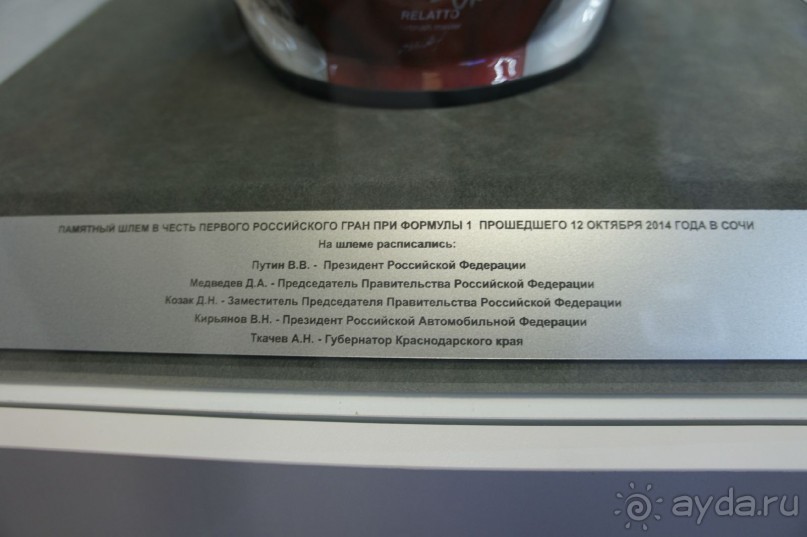 RELATTO
ПАМЯТНЫЙ ШЛЕМ В ЧЕСТЬ ПЕРВОГО РОССИЙСКОГО ГРАН ПРИ ФОРМУЛЫ 1 ПРОШЕДШЕГО 12 ОКТЯБРЯ 2014 ГОДА В СОЧИ
На шлеме расписались:
Путин В.В. - Президент Российской Федерации
Медведев Д.А. - Председатель Правительства Российской Федерации
Козак Д.Н. - Заместитель Председателя Правительства Российской Федерации
Кирьянов В.Н. - Президент Российской Автомобильной Федерации
Ткачев А.Н. - Губернатор Краснодарского края
ayda.ru